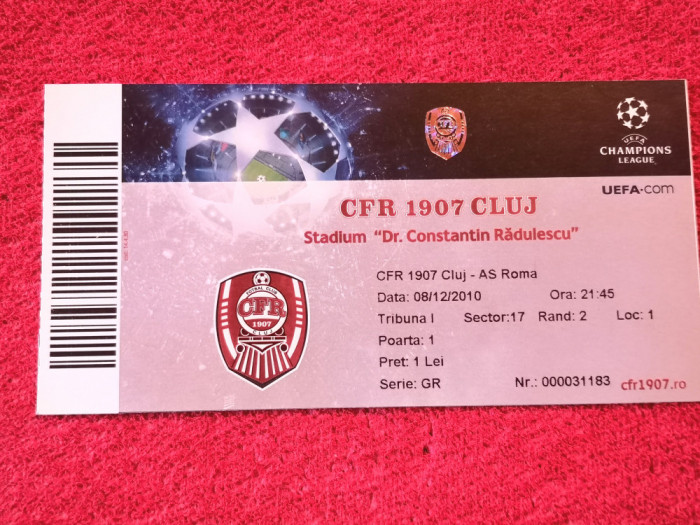 UEFA
CHAMPIONS
LEAGUE
UEFA.com
CFR 1907 CLUJ
Stadium "Dr. Constantin Rădulescu"
FOTBAL CLUB
CFR
1907
CLUJ
CFR 1907 Cluj - AS Roma
Data: 08/12/2010 Ora: 21:45
Tribuna I Sector:17 Rand: 2 Loc: 1
Poarta: 1
Pret: 1 Lei
Serie: GR Nr.: 000031183 cfr1907.ro